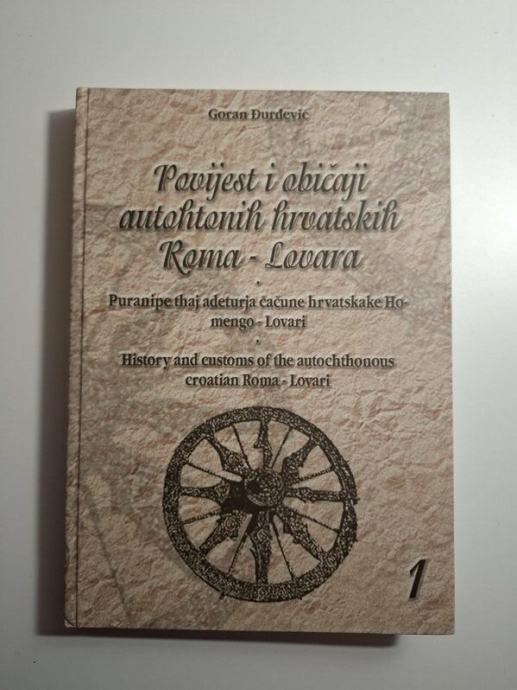 Goran Đurđević
Povijest i običaji
autohtonih hrvatskih
Roma - Lovara
•
Puranipe thaj adeturja čačune hrvatskake Ho-
mengo - Lovari
•
History and customs of the autochthonous
croatian Roma - Lovari
1